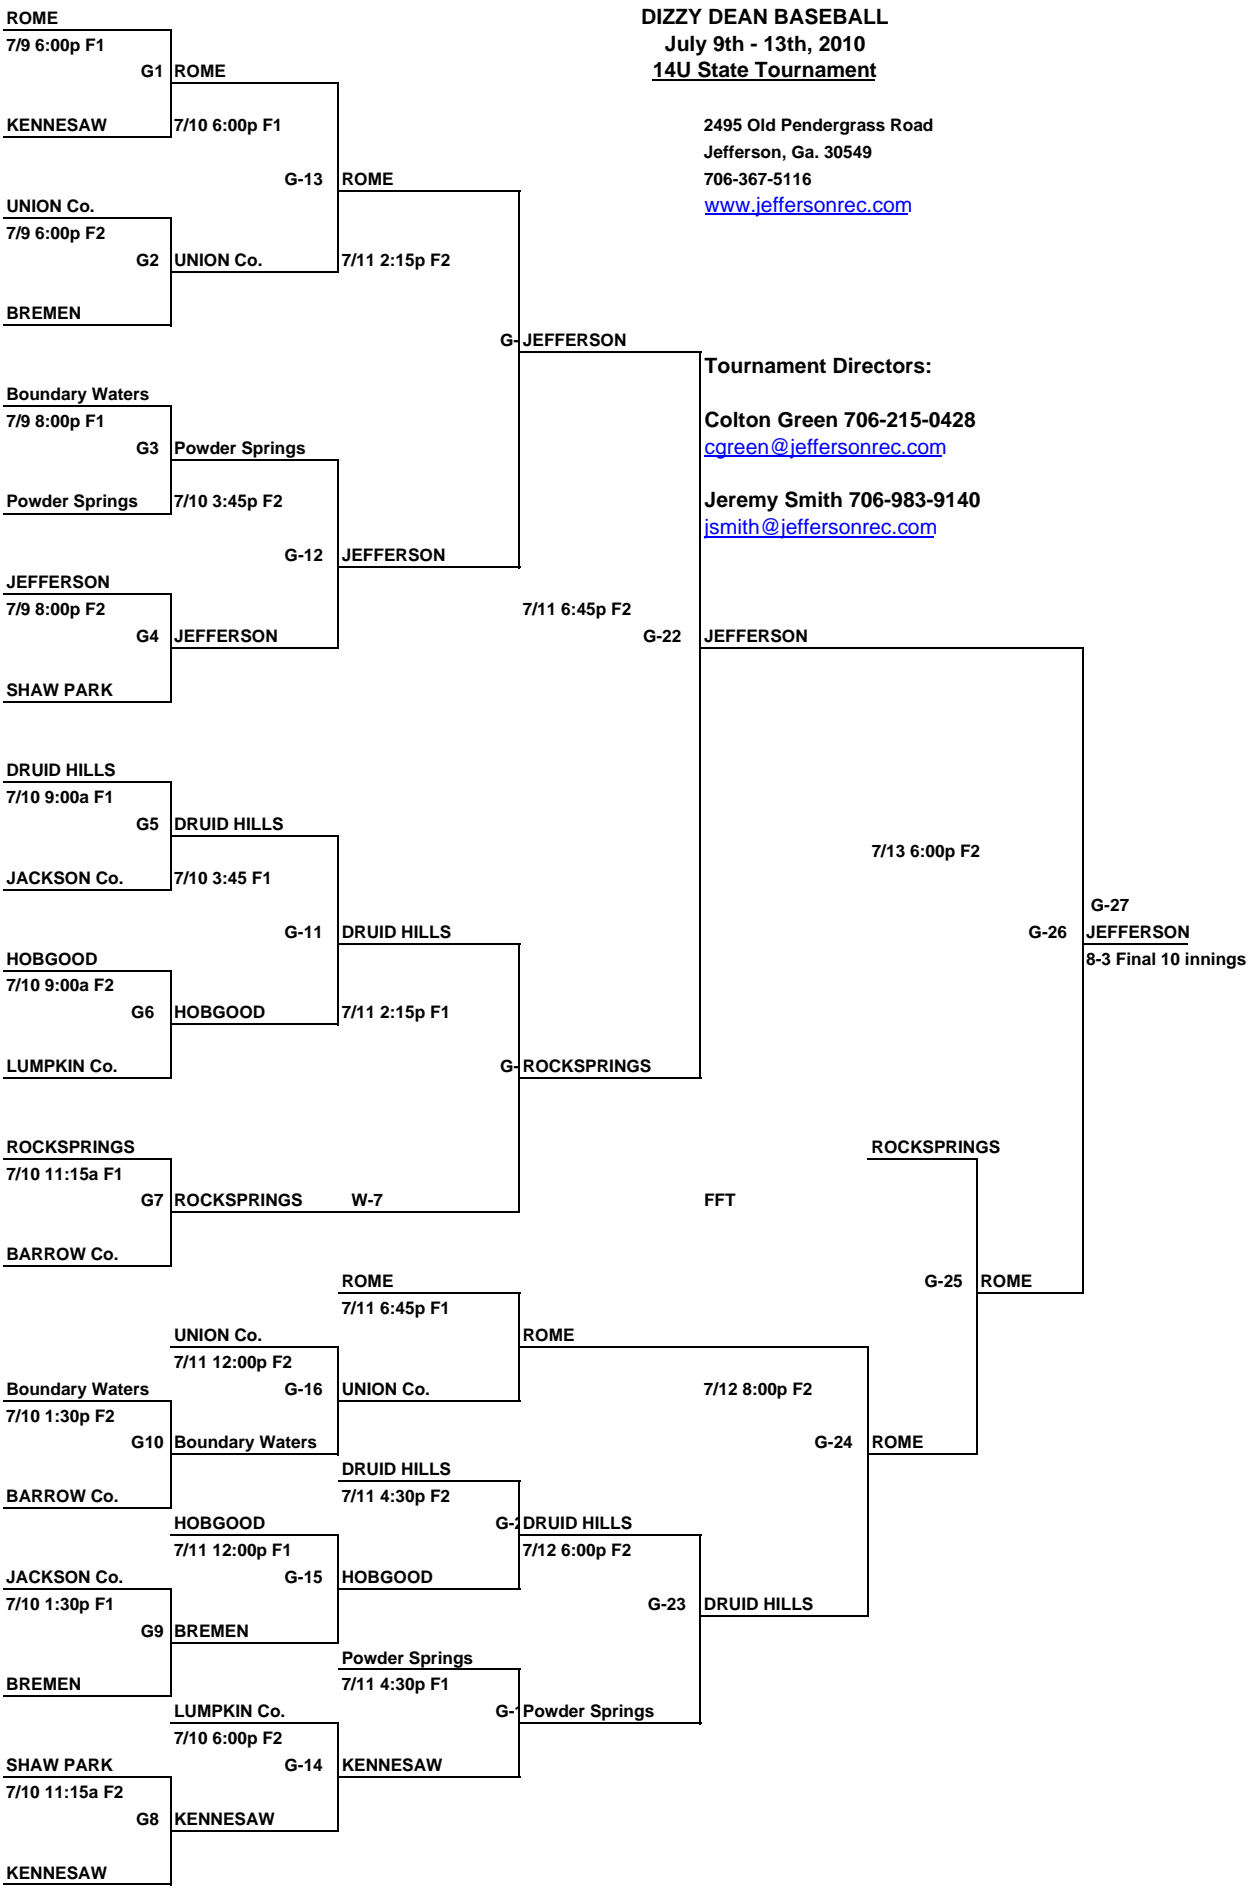 ROME
DIZZY DEAN BASEBALL
7/9 6:00p F1
July 9th - 13th, 2010
G1 ROME
14U State Tournament
KENNESAW
7/10 6:00p F1
2495 Old Pendergrass Road
Jefferson, Ga. 30549
G-13 ROME
706-367-5116
UNION Co.
www.jeffersonrec.com
7/9 6:00p F2
G2 UNION Co.
7/11 2:15p F2
BREMEN
G- JEFFERSON
Tournament Directors:
Boundary Waters
7/9 8:00p F1
Colton Green 706-215-0428
G3 Powder Springs
cgreen@jeffersonrec.com
Powder Springs
7/10 3:45p F2
Jeremy Smith 706-983-9140
jsmith@jeffersonrec.com
G-12 JEFFERSON
JEFFERSON
7/9 8:00p F2
7/11 6:45p F2
G4 JEFFERSON
G-22 JEFFERSON
SHAW PARK
DRUID HILLS
7/10 9:00a F1
G5 DRUID HILLS
7/13 6:00p F2
JACKSON Co.
7/10 3:45 F1
G-27
G-11 DRUID HILLS
G-26 JEFFERSON
HOBGOOD
8-3 Final 10 innings
7/10 9:00a F2
G6 HOBGOOD
7/11 2:15p F1
LUMPKIN Co.
G- ROCKSPRINGS
ROCKSPRINGS
ROCKSPRINGS
7/10 11:15a F1
G7 ROCKSPRINGS W-7
FFT
BARROW Co.
ROME
G-25 ROME
7/11 6:45p F1
UNION Co.
ROME
7/11 12:00p F2
Boundary Waters
G-16 UNION Co.
7/12 8:00p F2
7/10 1:30p F2
G10 Boundary Waters
G-24 ROME
DRUID HILLS
BARROW Co.
7/11 4:30p F2
HOBGOOD
G- DRUID HILLS
7/11 12:00p F1
7/12 6:00p F2
JACKSON Co.
G-15 HOBGOOD
7/10 1:30p F1
G-23 DRUID HILLS
G9 BREMEN
Powder Springs
BREMEN
7/11 4:30p F1
LUMPKIN Co.
G- Powder Springs
7/10 6:00p F2
SHAW PARK
G-14 KENNESAW
7/10 11:15a F2
G8 KENNESAW
KENNESAW